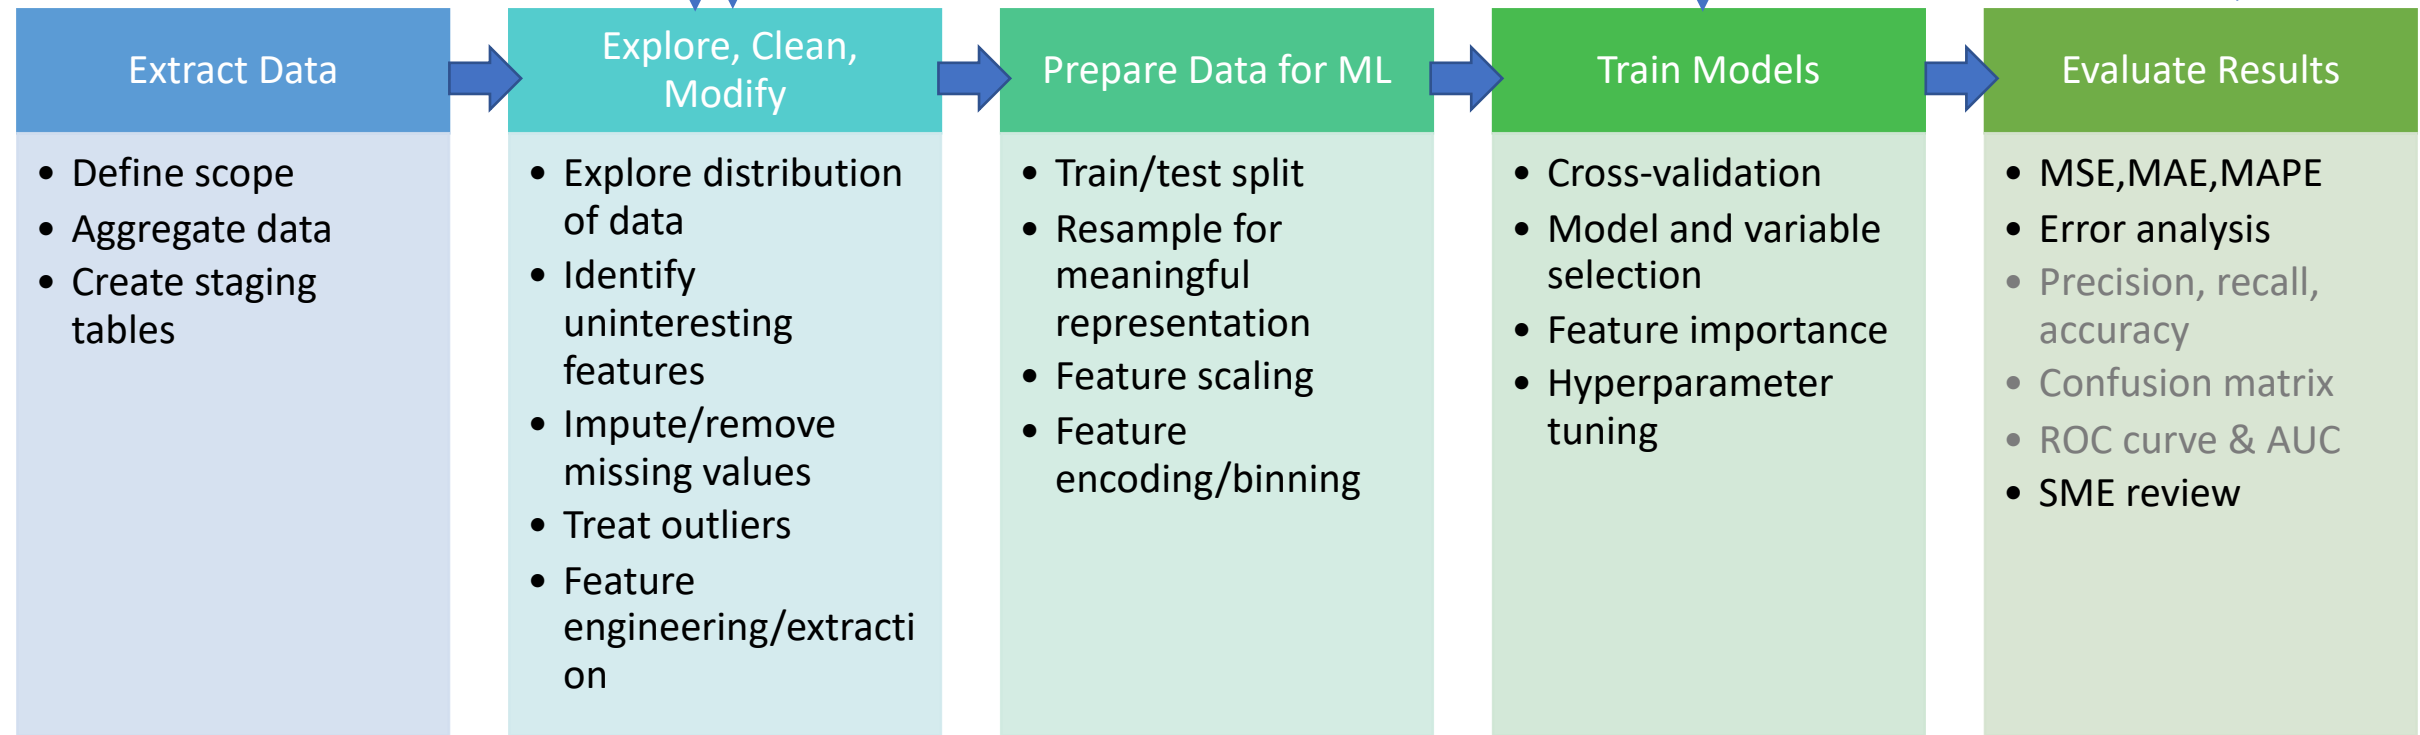 Extract Data
• Define scope
• Aggregate data
• Create staging
tables
Explore, Clean,
Modify
• Explore distribution
of data
• Identify
uninteresting
features
• Impute/remove
missing values
• Treat outliers
• Feature
engineering/extracti
on
Prepare Data for ML
• Train/test split
• Resample for
meaningful
representation
• Feature scaling
• Feature
encoding/binning
Train Models
• Cross-validation
• Model and variable
selection
• Feature importance
• Hyperparameter
tuning
Evaluate Results
• MSE,MAE,MAPE
• Error analysis
• Precision, recall,
accuracy
• Confusion matrix
• ROC curve & AUC
• SME review